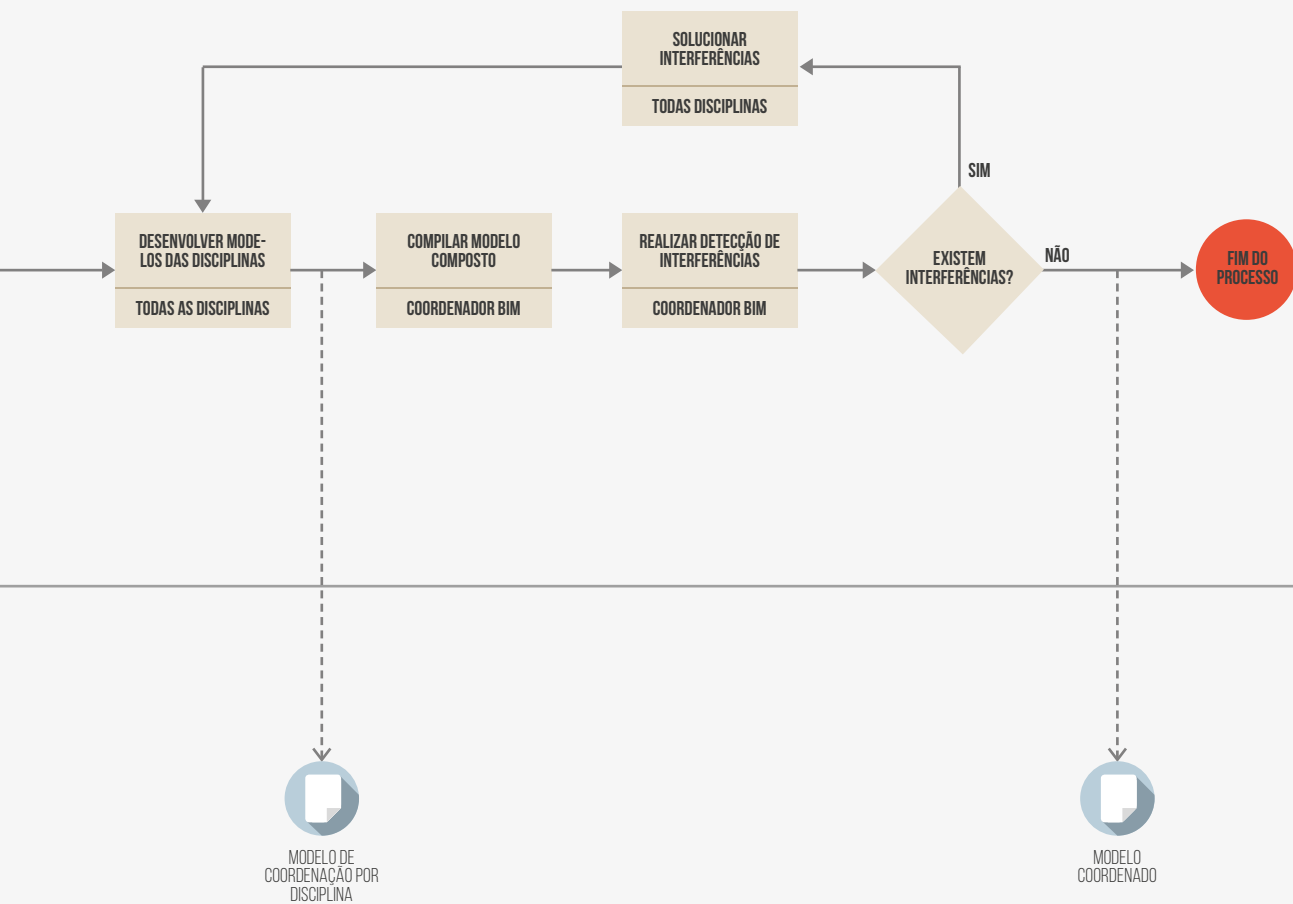 SOLUCIONAR
INTERFERÊNCIAS
TODAS DISCIPLINAS
SIM
DESENVOLVER MODE-
LOS DAS DISCIPLINAS
TODAS AS DISCIPLINAS
COMPILAR MODELO
COMPOSTO
COORDENADOR BIM
REALIZAR DETECÇÃO DE
INTERFERÊNCIAS
COORDENADOR BIM
EXISTEM
INTERFERÊNCIAS?
NÃO
FIM DO
PROCESSO
MODELO DE
COORDENAÇÃO POR
DISCIPLINA
MODELO
COORDENADO